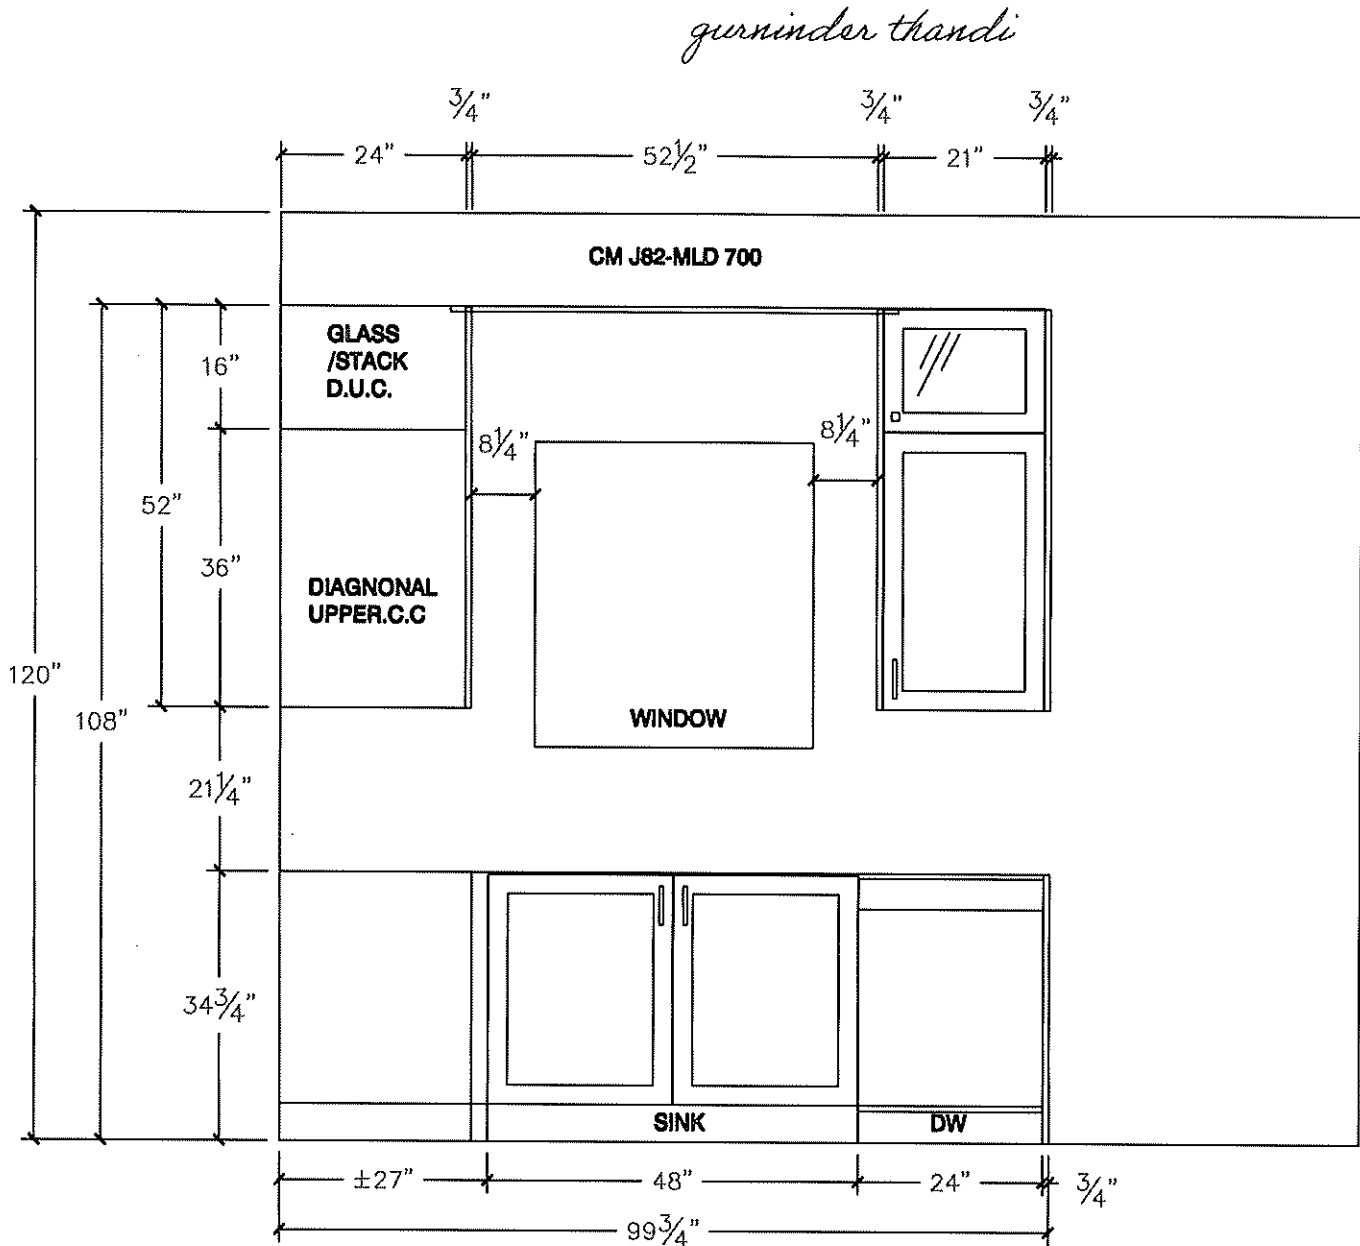 gurninder thandi
3/4" 3/4" 3/4"
24" 52 1/2" 21"
CM J82-MLD 700
GLASS
/STACK
D.U.C.
16"
8 1/4" 8 1/4"
52"
36"
DIAGNONAL
UPPER.C.C
120"
108"
WINDOW
21 1/4"
34 3/4"
SINK DW
±27" 48" 24" 3/4"
99 3/4"